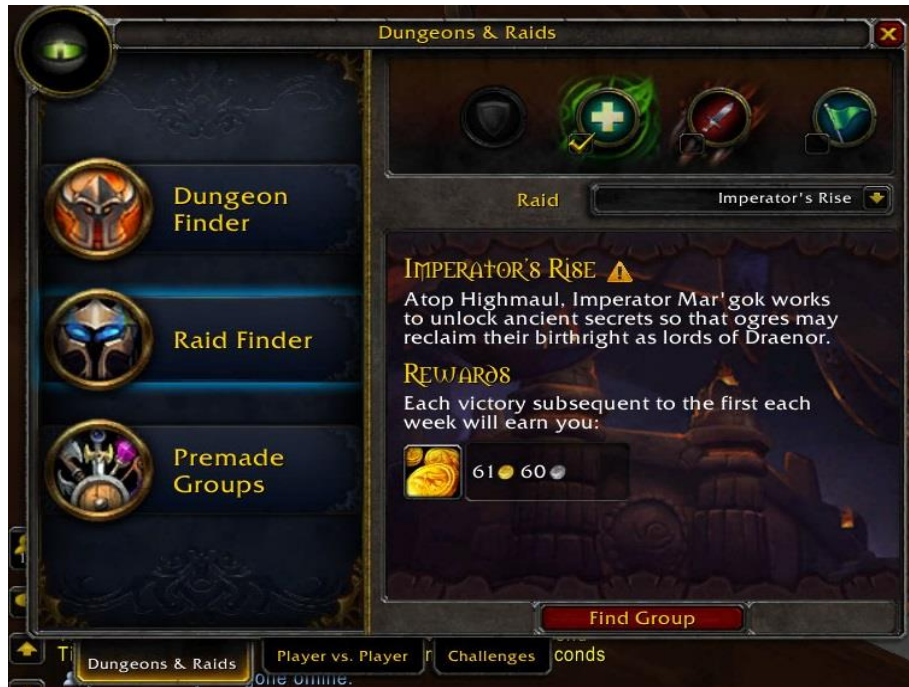 Dungeons & Raids
Dungeon
Finder
Raid Finder
Premade
Groups
Raid
Imperator's Rise
Imperator's Rise
Atop Highmaul, Imperator Mar'gok works
to unlock ancient secrets so that ogres may
reclaim their birthright as lords of Draenor.
Rewards
Each victory subsequent to the first each
week will earn you:
61 60
Find Group
conds
Dungeons & Raids
Player vs. Player
Challenges
one online.